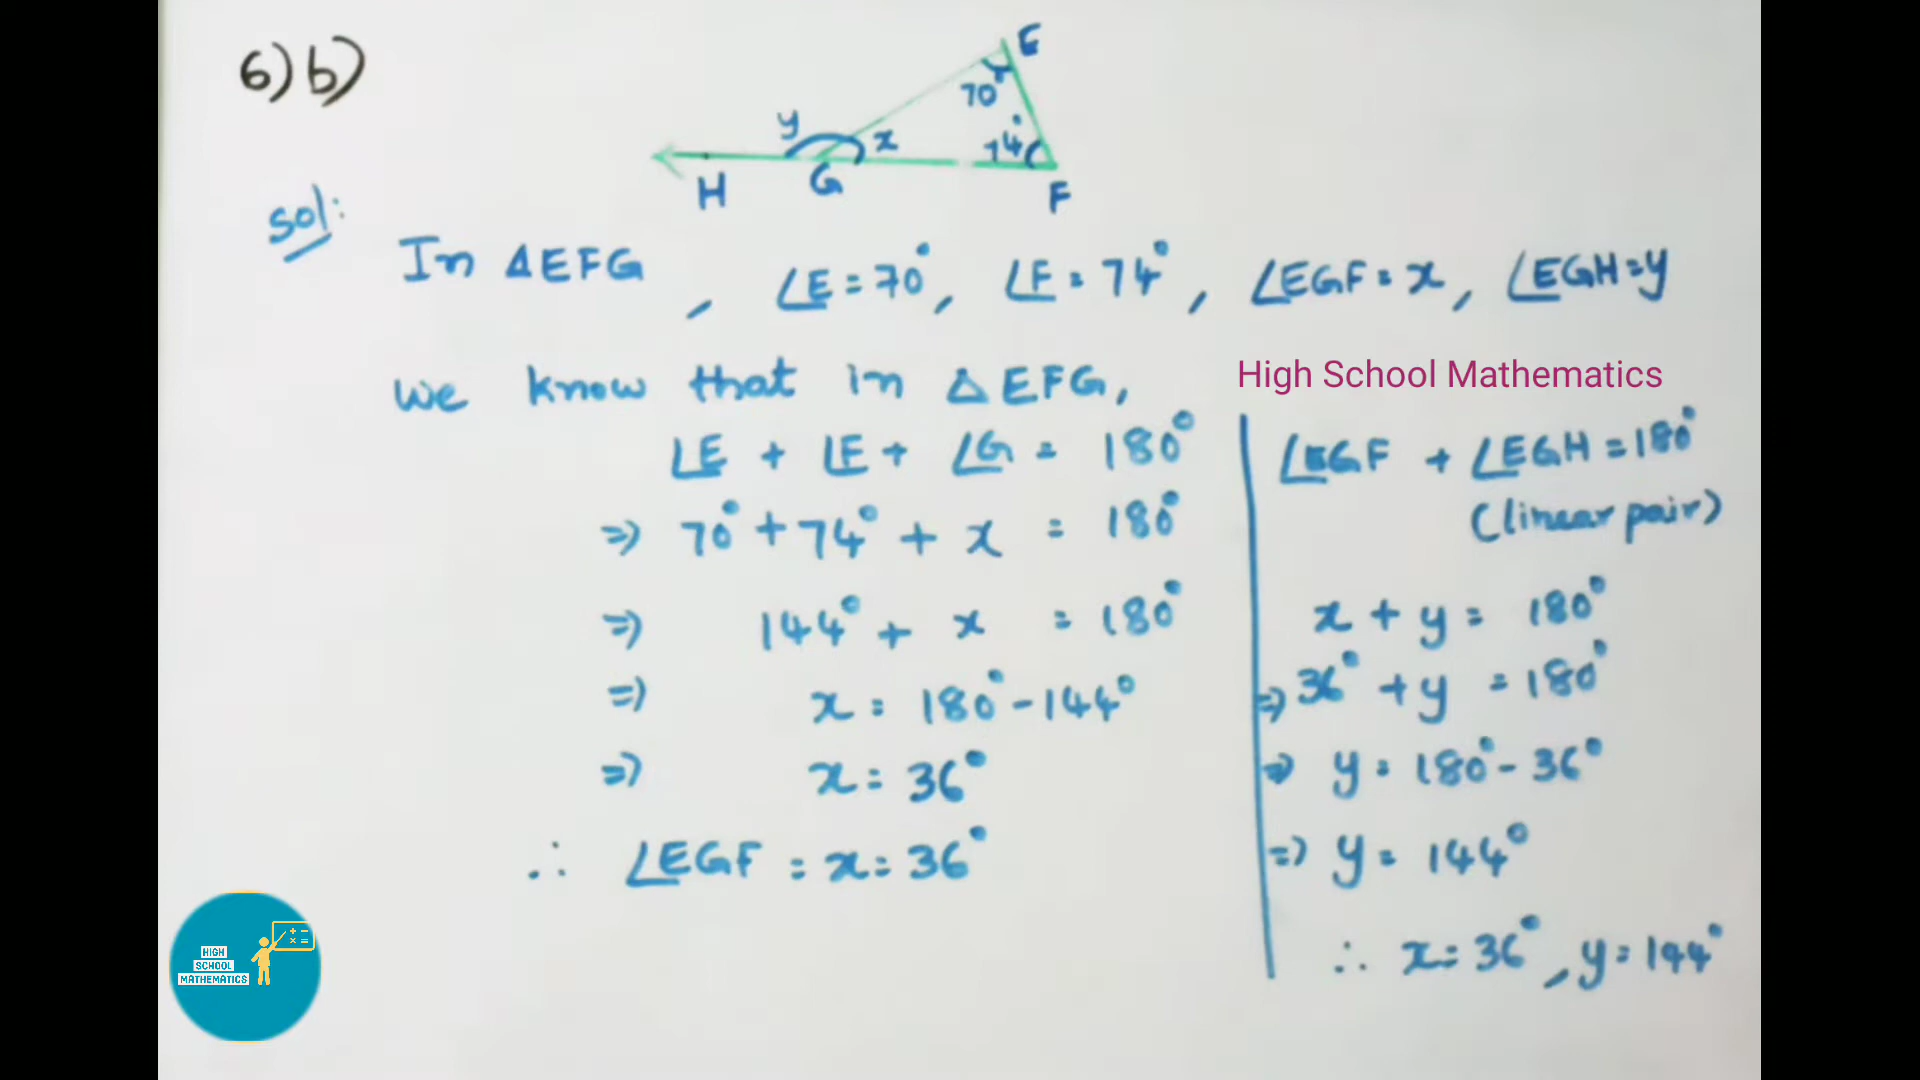 6) b)
E
70°
y
x
74°
H
G
F
Sol:
In ΔEFG, ∠E = 70°, ∠F = 74°, ∠EGF = x, ∠EGH = y
We know that in ΔEFG,
High School Mathematics
∠E + ∠F + ∠G = 180°
⇒ 70° + 74° + x = 180°
⇒ 144° + x = 180°
⇒ x = 180° - 144°
⇒ x = 36°
∴ ∠EGF = x = 36°
∠EGF + ∠EGH = 180°
(linear pair)
x + y = 180°
⇒ 36° + y = 180°
⇒ y = 180° - 36°
⇒ y = 144°
∴ x = 36°, y = 144°
HIGH
SCHOOL
MATHEMATICS